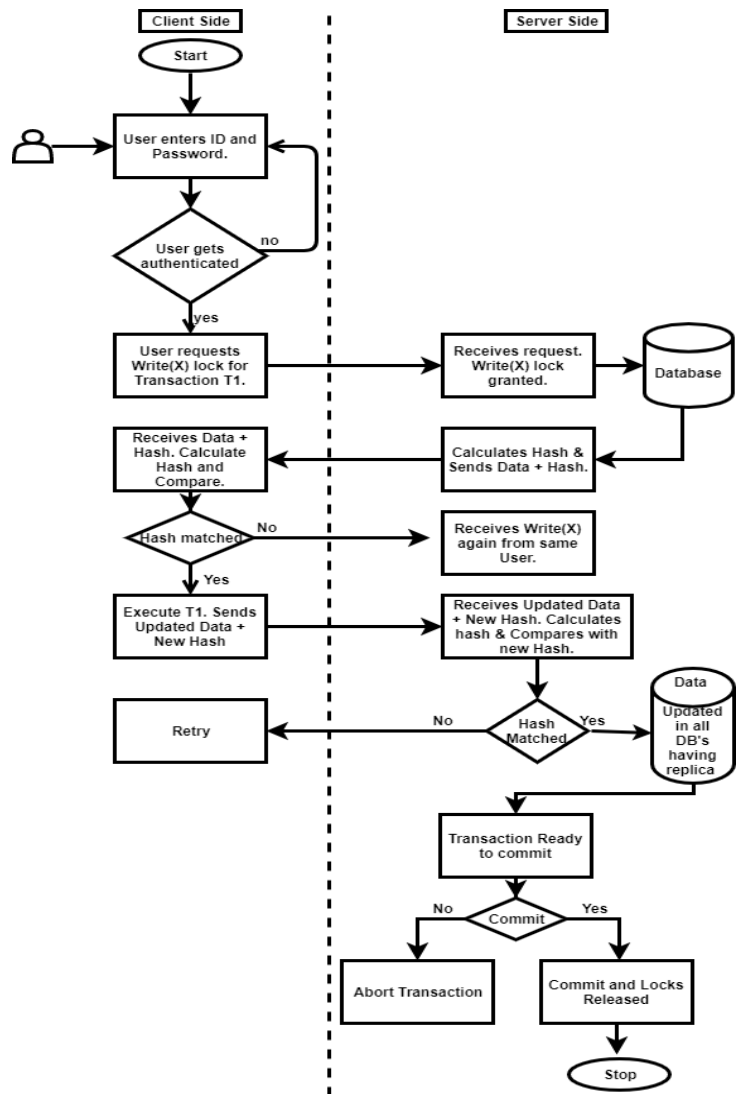 Client Side
Server Side
Start
User enters ID and
Password.
no
User gets
authenticated
yes
User requests
Write(X) lock for
Transaction T1.
Receives request.
Write(X) lock
granted.
Database
Receives Data +
Hash. Calculate
Hash and
Compare.
Calculates Hash &
Sends Data + Hash.
Hash matched
No
Receives Write(X)
again from same
User.
Yes
Execute T1. Sends
Updated Data +
New Hash
Receives Updated Data
+ New Hash. Calculates
hash & Compares with
new Hash.
Retry
No
Hash
Matched
Yes
Data
Updated
in all
DB's
having
replica
Transaction Ready
to commit
No
Commit
Yes
Abort Transaction
Commit and Locks
Released
Stop